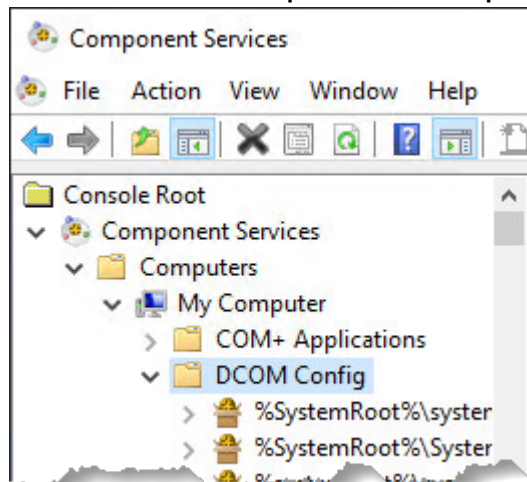 Component Services
File Action View Window Help
Console Root
Component Services
Computers
My Computer
COM+ Applications
DCOM Config
%SystemRoot%\syster
%SystemRoot%\System